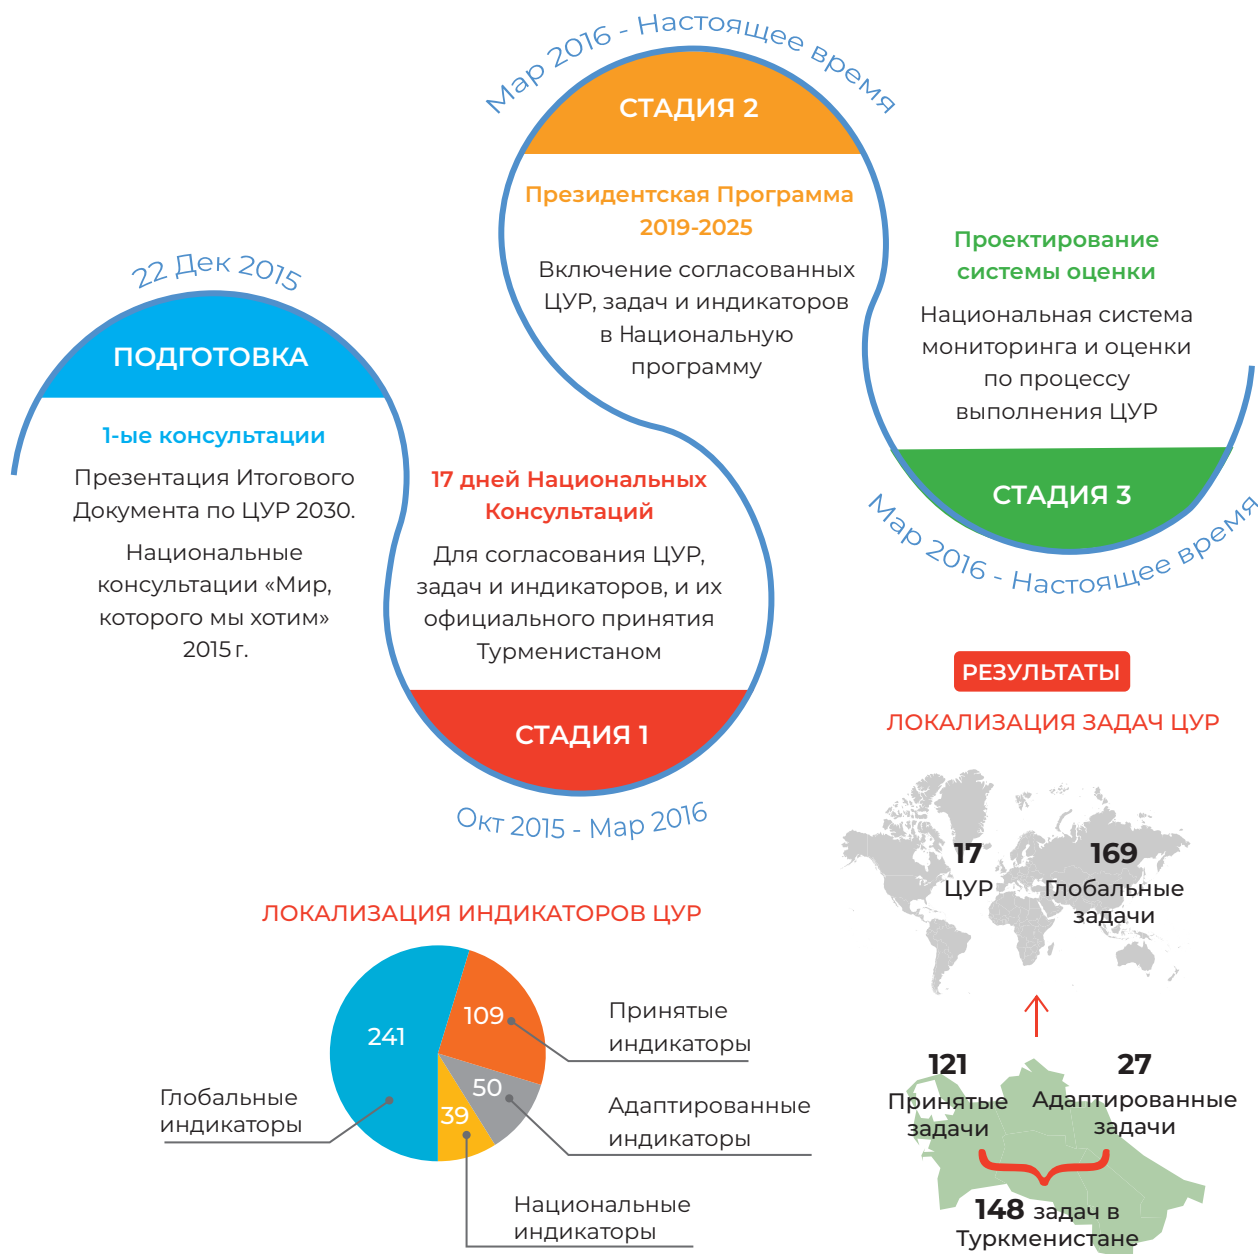 22 Дек 2015
ПОДГОТОВКА
1-ые консультации
Презентация Итогового
Документа по ЦУР 2030.
Национальные
консультации «Мир,
которого мы хотим»
2015 г.
17 дней Национальных
Консультаций
Для согласования ЦУР,
задач и индикаторов, и их
официального принятия
Турменистаном
СТАДИЯ 1
Окт 2015 - Мар 2016
Мар 2016 - Настоящее время
СТАДИЯ 2
Президентская Программа
2019-2025
Включение согласованных
ЦУР, задач и индикаторов
в Национальную
программу
Проектирование
системы оценки
Национальная система
мониторинга и оценки
по процессу
выполнения ЦУР
СТАДИЯ 3
Мар 2016 - Настоящее время
РЕЗУЛЬТАТЫ
ЛОКАЛИЗАЦИЯ ЗАДАЧ ЦУР
17
ЦУР
169
Глобальные
задачи
121
Принятые
задачи
27
Адаптированные
задачи
148 задач в
Туркменистане
ЛОКАЛИЗАЦИЯ ИНДИКАТОРОВ ЦУР
241
109
50
39
Глобальные
индикаторы
Принятые
индикаторы
Адаптированные
индикаторы
Национальные
индикаторы